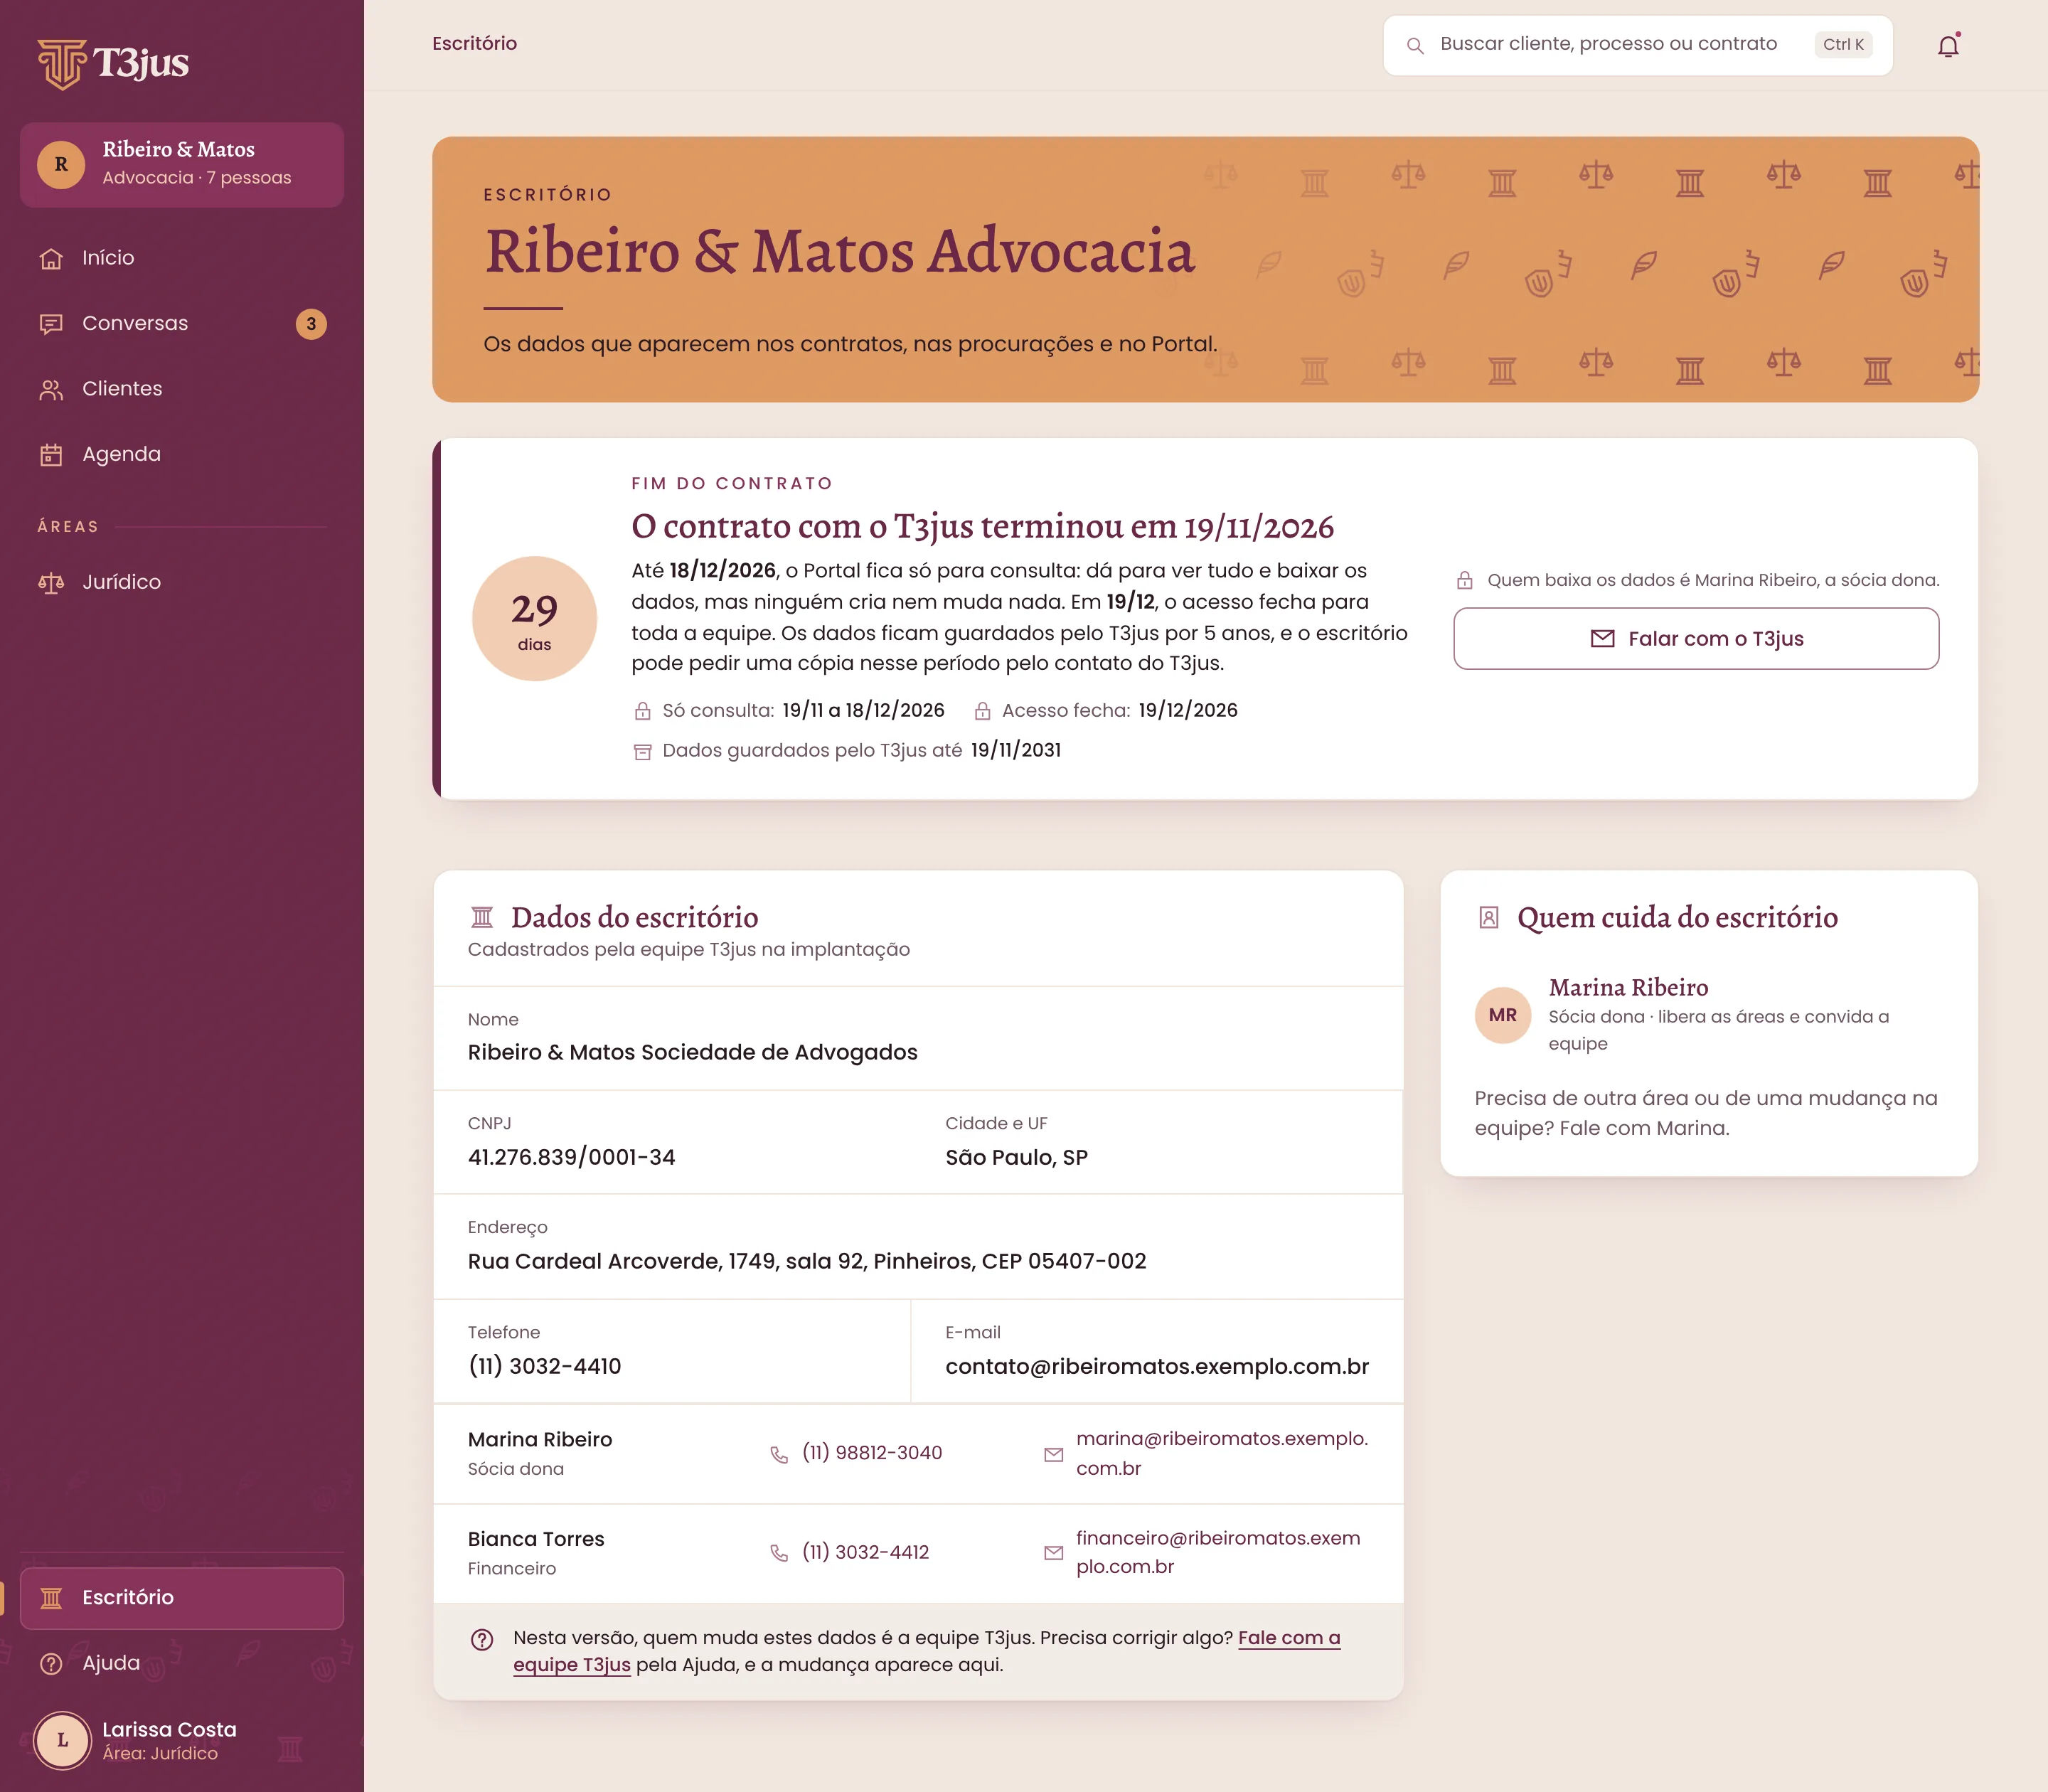 T3jus
R
Ribeiro & Matos
Advocacia · 7 pessoas
Início
Conversas
3
Clientes
Agenda
ÁREAS
Jurídico
Escritório
Ajuda
L
Larissa Costa
Área: Jurídico
Escritório
Buscar cliente, processo ou contrato
Ctrl K
ESCRITÓRIO
Ribeiro & Matos Advocacia
Os dados que aparecem nos contratos, nas procurações e no Portal.
29
dias
FIM DO CONTRATO
O contrato com o T3jus terminou em 19/11/2026
Até 18/12/2026, o Portal fica só para consulta: dá para ver tudo e baixar os
dados, mas ninguém cria nem muda nada. Em 19/12, o acesso fecha para
toda a equipe. Os dados ficam guardados pelo T3jus por 5 anos, e o escritório
pode pedir uma cópia nesse período pelo contato do T3jus.
Só consulta: 19/11 a 18/12/2026
Acesso fecha: 19/12/2026
Dados guardados pelo T3jus até 19/11/2031
Quem baixa os dados é Marina Ribeiro, a sócia dona.
Falar com o T3jus
Dados do escritório
Cadastrados pela equipe T3jus na implantação
Nome
Ribeiro & Matos Sociedade de Advogados
CNPJ
41.276.839/0001-34
Cidade e UF
São Paulo, SP
Endereço
Rua Cardeal Arcoverde, 1749, sala 92, Pinheiros, CEP 05407-002
Telefone
(11) 3032-4410
E-mail
contato@ribeiromatos.exemplo.com.br
Marina Ribeiro
Sócia dona
(11) 98812-3040
marina@ribeiromatos.exemplo.
com.br
Bianca Torres
Financeiro
(11) 3032-4412
financeiro@ribeiromatos.exem
plo.com.br
Nesta versão, quem muda estes dados é a equipe T3jus. Precisa corrigir algo? Fale com a
equipe T3jus pela Ajuda, e a mudança aparece aqui.
Quem cuida do escritório
MR
Marina Ribeiro
Sócia dona · libera as áreas e convida a
equipe
Precisa de outra área ou de uma mudança na
equipe? Fale com Marina.